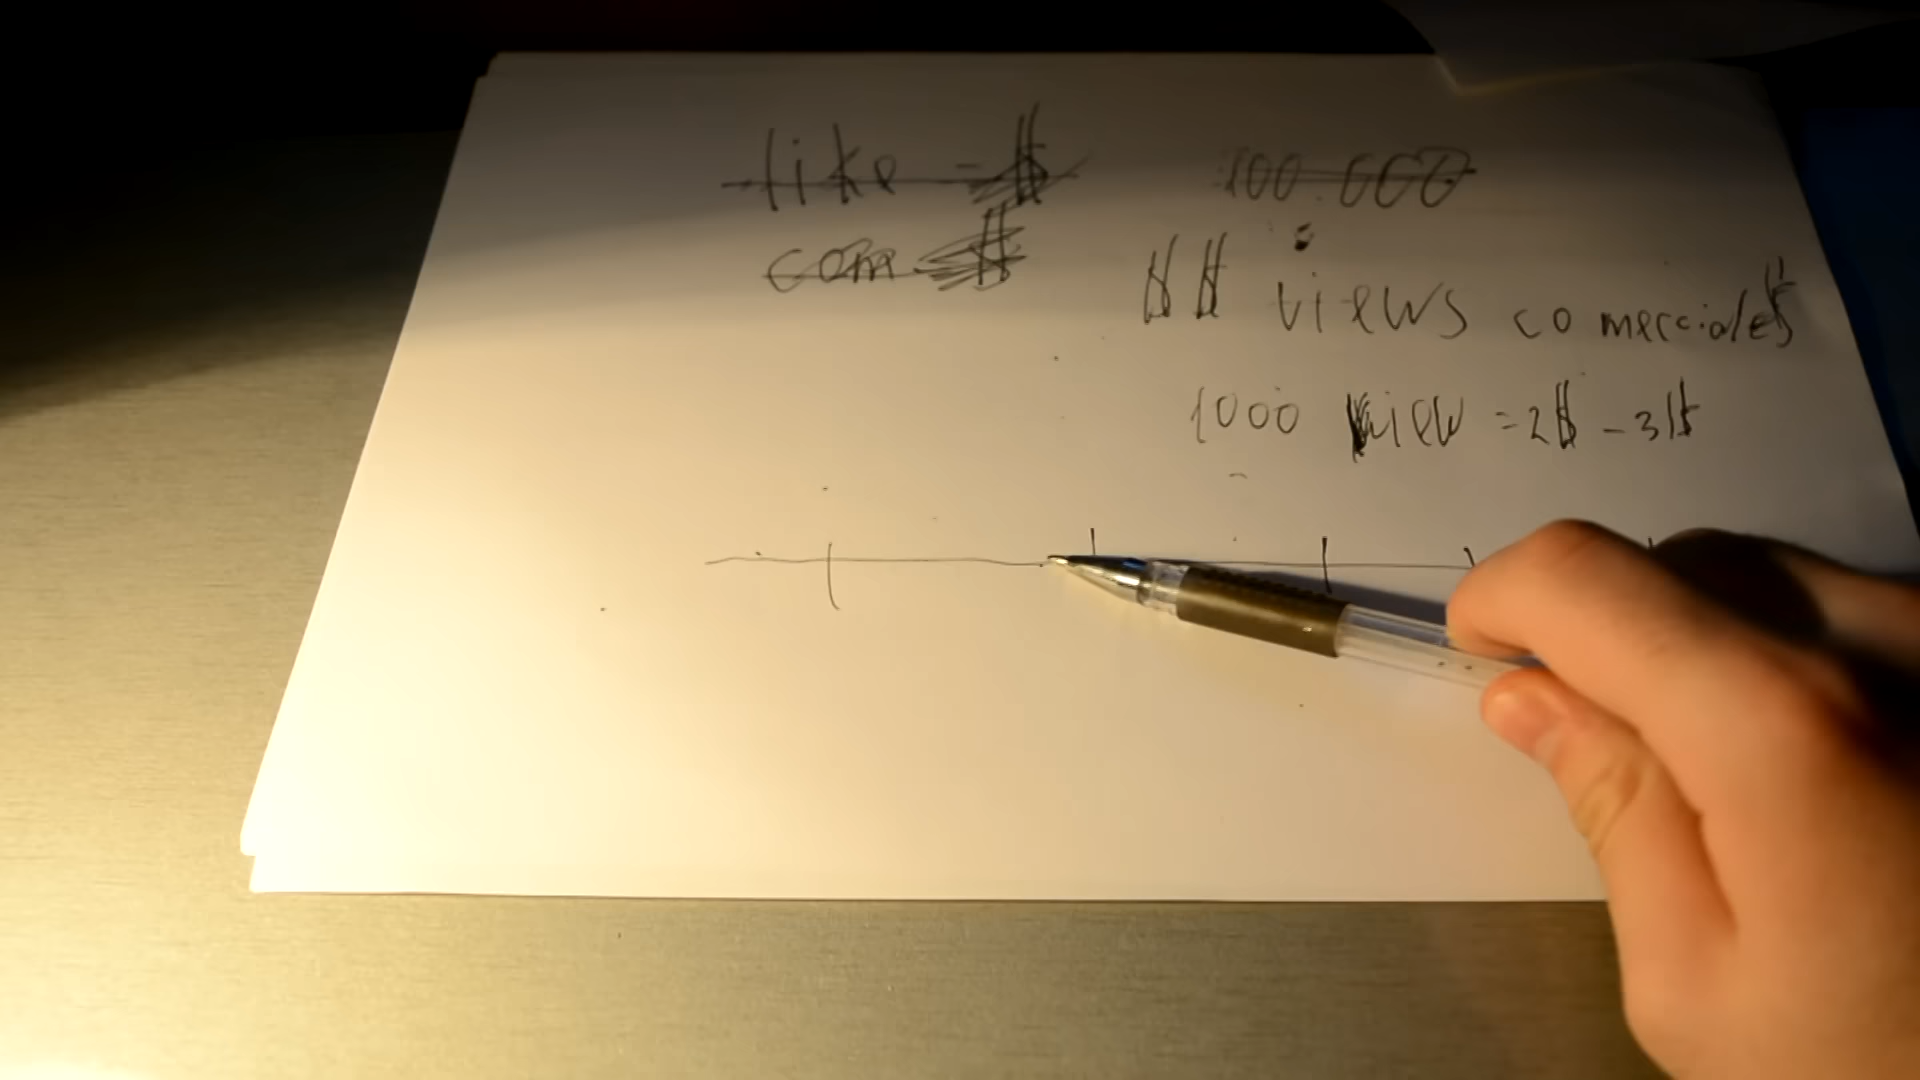 like - $
com $
100.000
$$ views comerciales
1000 view = 2$ - 3$